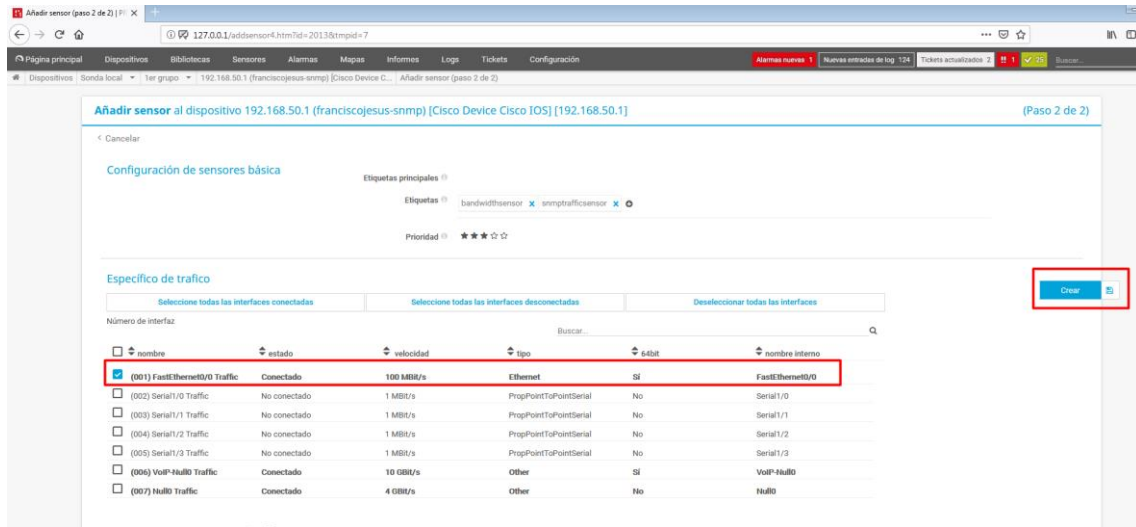 Añadir sensor (paso 2 de 2) | PR
127.0.0.1/addsensor4.htm?id=2013&tmpid=7
Página principal Dispositivos Bibliotecas Sensores Alarmas Mapas Informes Logs Tickets Configuración Alarmas nuevas 1 Nuevas entradas de log 124 Tickets actualizados 2 !! 1 25 Buscar...
Dispositivos Sonda local 1er grupo 192.168.50.1 (franciscojesus-snmp) [Cisco Device C... Añadir sensor (paso 2 de 2)
Añadir sensor al dispositivo 192.168.50.1 (franciscojesus-snmp) [Cisco Device Cisco IOS] [192.168.50.1] (Paso 2 de 2)
< Cancelar
Configuración de sensores básica
Etiquetas principales
Etiquetas bandwidthsensor x snmptrafficsensor x
Prioridad
Específico de trafico
Crear
Seleccione todas las interfaces conectadas Seleccione todas las interfaces desconectadas Deseleccionar todas las interfaces
Número de interfaz
Buscar...
nombre estado velocidad tipo 64bit nombre interno
(001) FastEthernet0/0 Traffic Conectado 100 MBit/s Ethernet Sí FastEthernet0/0
(002) Serial1/0 Traffic No conectado 1 MBit/s PropPointToPointSerial No Serial1/0
(003) Serial1/1 Traffic No conectado 1 MBit/s PropPointToPointSerial No Serial1/1
(004) Serial1/2 Traffic No conectado 1 MBit/s PropPointToPointSerial No Serial1/2
(005) Serial1/3 Traffic No conectado 1 MBit/s PropPointToPointSerial No Serial1/3
(006) VoIP-Null0 Traffic Conectado 10 GBit/s Other Sí VoIP-Null0
(007) Null0 Traffic Conectado 4 GBit/s Other No Null0